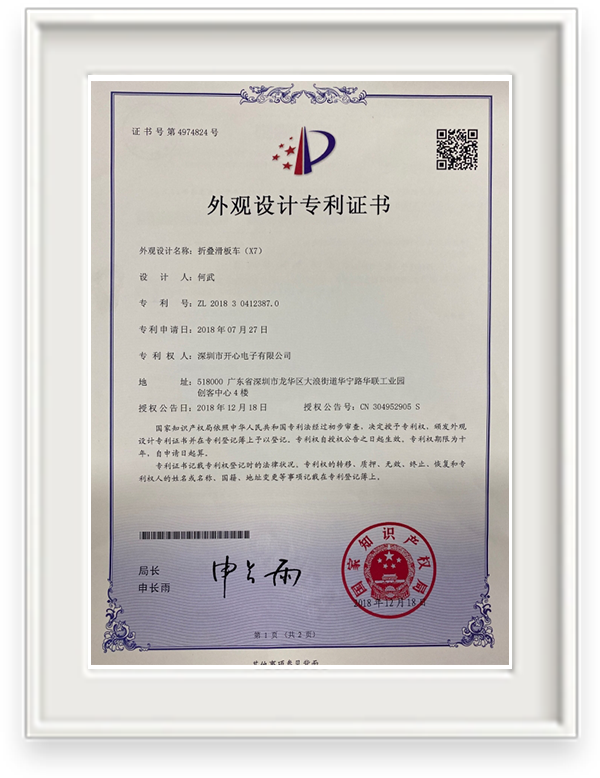 证书号第4974824号
外观设计专利证书
外观设计名称：折叠滑板车（X7）
设 计 人：何武
专 利 号：ZL 2018 3 0412387.0
专利申请日：2018年07月27日
专 利 权 人：深圳市开心电子有限公司
地 址：518000 广东省深圳市龙华区大浪街道华宁路华联工业园
创客中心4楼
授权公告日：2018年12月18日 授权公告号：CN 304952905 S
国家知识产权局依照中华人民共和国专利法经过初步审查，决定授予专利权，颁发外观
设计专利证书并在专利登记簿上予以登记。专利权自授权公告之日起生效。专利权期限为十
年，自申请日起算。
专利证书记载专利权登记时的法律状况。专利权的转移、质押、无效、终止、恢复和专
利权人的姓名或名称、国籍、地址变更等事项记载在专利登记簿上。
局长
申长雨
申长雨
国家知识产权局
2018年12月18日
第 1 页（共 2 页）
其他事项参见背面